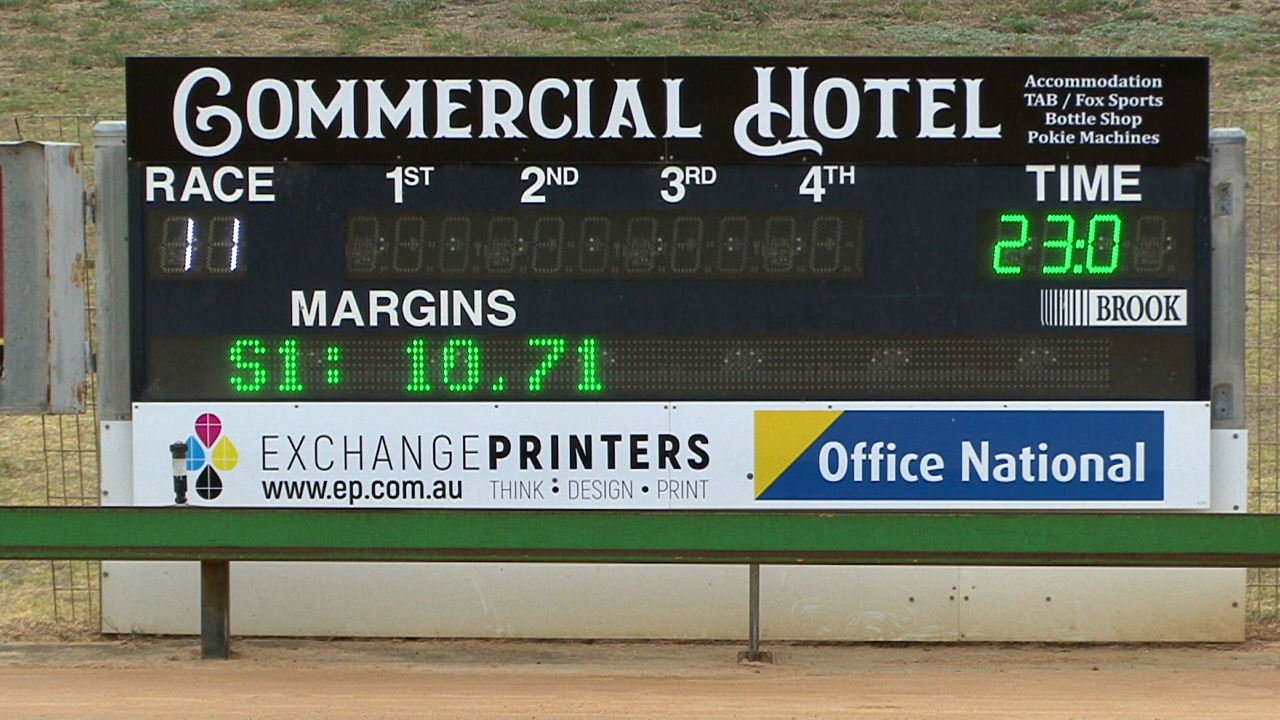 COMMERCIAL HOTEL
Accommodation
TAB / Fox Sports
Bottle Shop
Pokie Machines
RACE 1ST 2ND 3RD 4TH TIME
11 23:0
MARGINS BROOK
S1: 10.71
EXCHANGEPRINTERS
www.ep.com.au THINK • DESIGN • PRINT
Office National